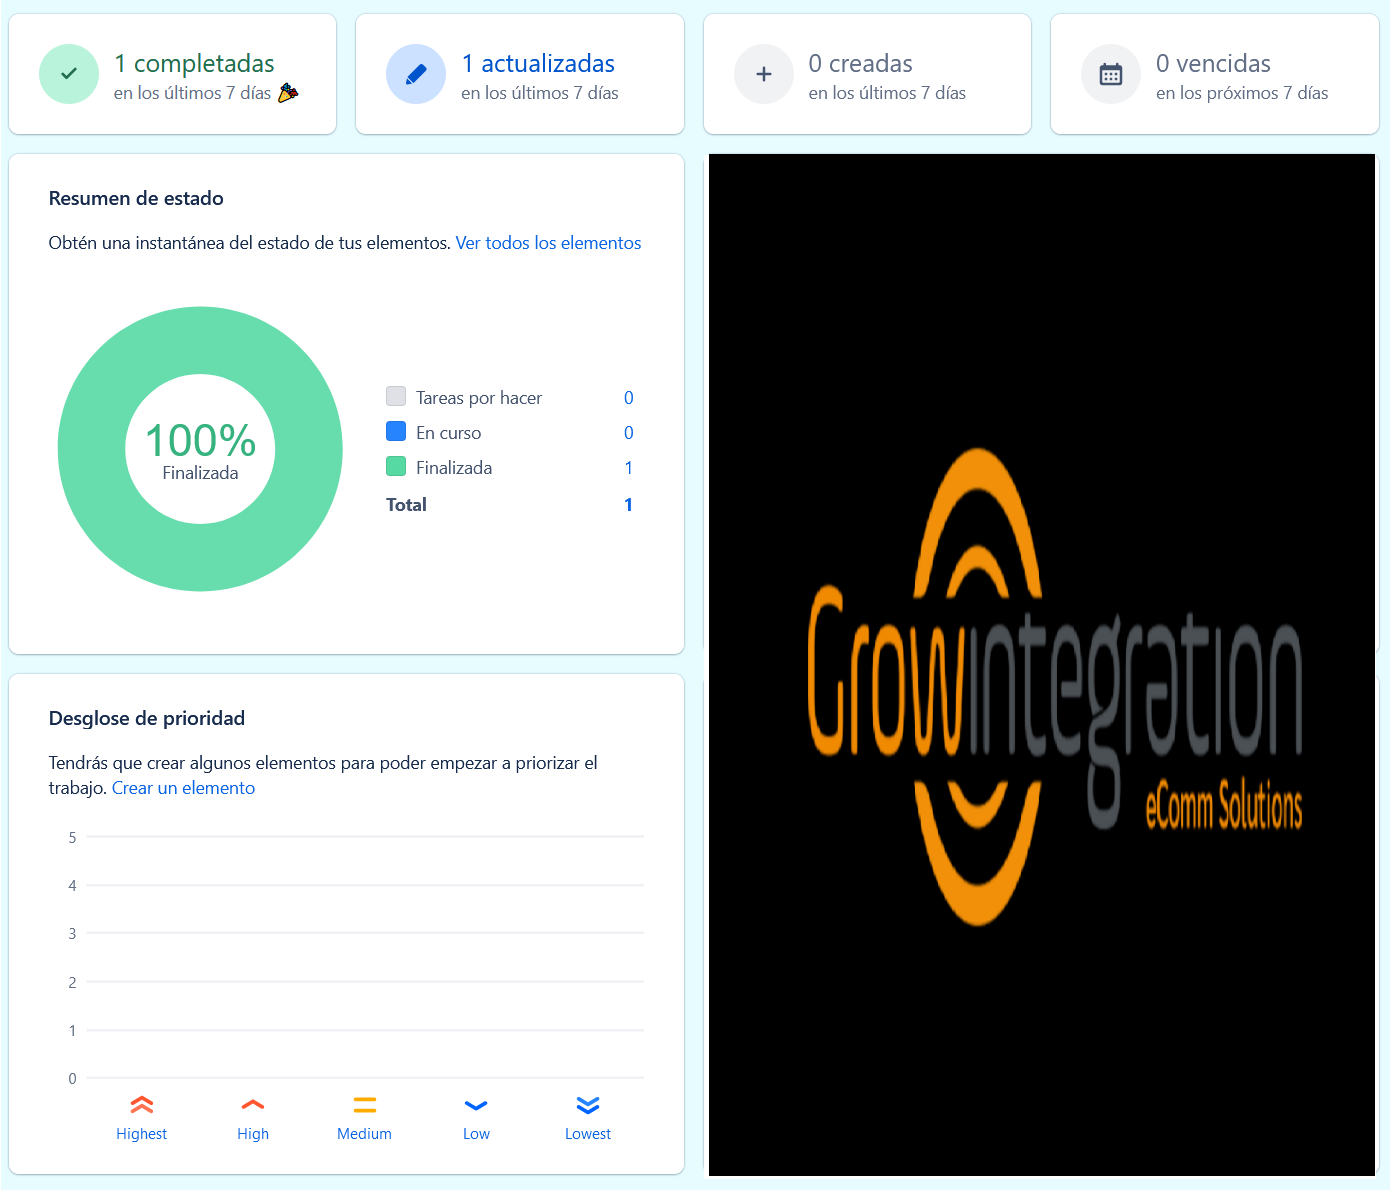 1 completadas
en los últimos 7 días
1 actualizadas
en los últimos 7 días
0 creadas
en los últimos 7 días
0 vencidas
en los próximos 7 días
Resumen de estado
Obtén una instantánea del estado de tus elementos. Ver todos los elementos
100%
Finalizada
Tareas por hacer 0
En curso 0
Finalizada 1
Total 1
Desglose de prioridad
Tendrás que crear algunos elementos para poder empezar a priorizar el
trabajo. Crear un elemento
5
4
3
2
1
0
Highest High Medium Low Lowest
Growintegration
eComm Solutions